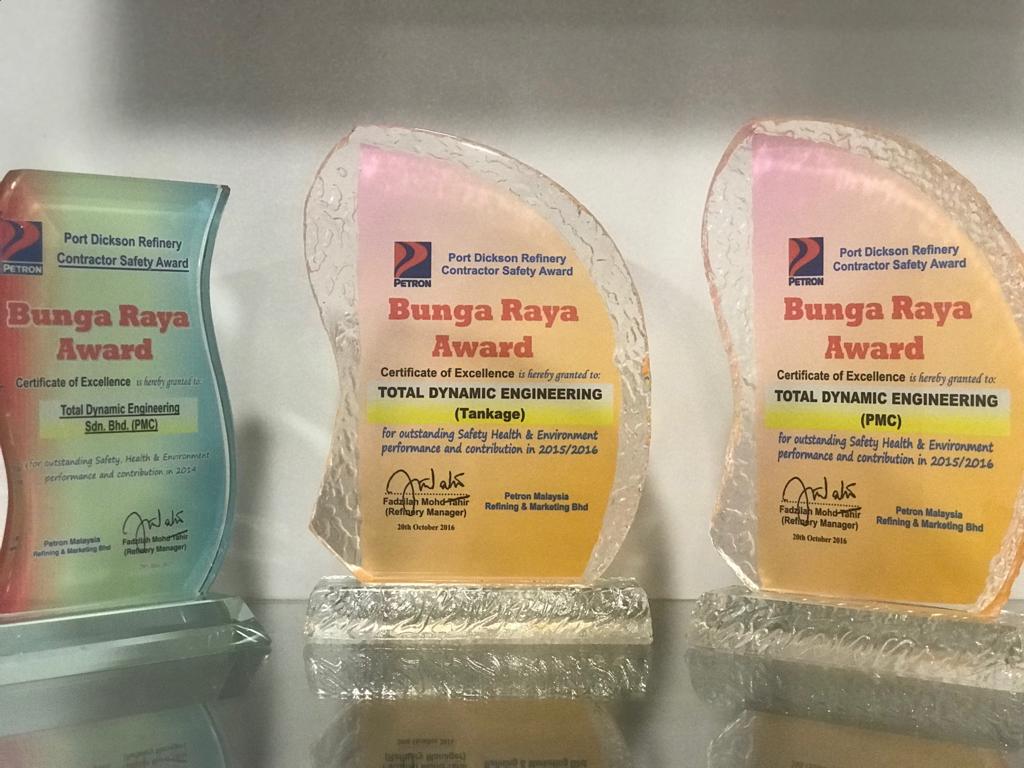 PETRON
Port Dickson Refinery
Contractor Safety Award
Bunga Raya
Award
Certificate of Excellence is hereby granted to:
Total Dynamic Engineering
Sdn. Bhd. (PMC)
for outstanding Safety, Health & Environment
performance and contribution in 2014
Petron Malaysia
Refining & Marketing Bhd
Fadzilah Mohd Tahir
(Refinery Manager)
PETRON
Port Dickson Refinery
Contractor Safety Award
Bunga Raya
Award
Certificate of Excellence is hereby granted to:
TOTAL DYNAMIC ENGINEERING
(Tankage)
for outstanding Safety Health & Environment
performance and contribution in 2015/2016
Fadzilah Mohd Tahir
(Refinery Manager)
20th October 2016
Petron Malaysia
Refining & Marketing Bhd
PETRON
Port Dickson Refinery
Contractor Safety Award
Bunga Raya
Award
Certificate of Excellence is hereby granted to:
TOTAL DYNAMIC ENGINEERING
(PMC)
for outstanding Safety Health & Environment
performance and contribution in 2015/2016
Fadzilah Mohd Tahir
(Refinery Manager)
20th October 2016
Petron Malaysia
Refining & Marketing Bhd